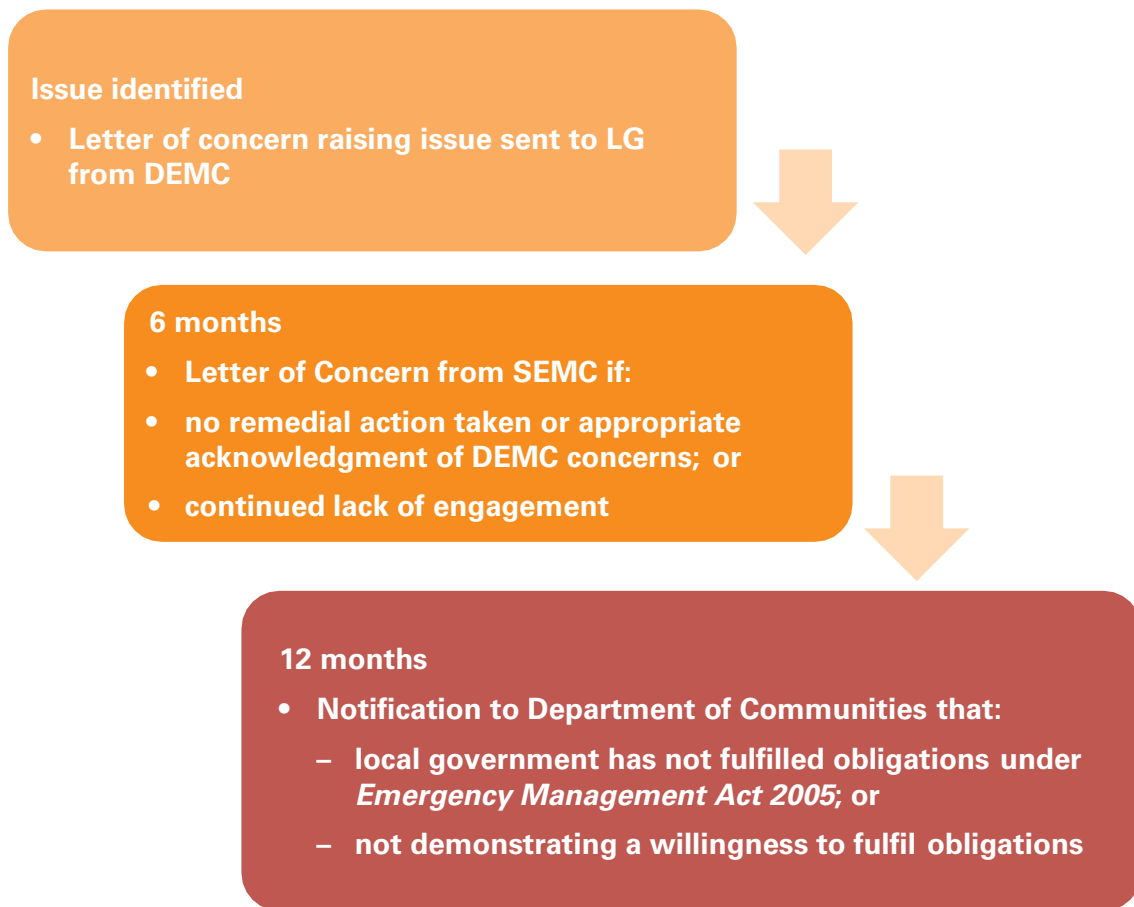 Issue identified
• Letter of concern raising issue sent to LG
from DEMC
6 months
• Letter of Concern from SEMC if:
• no remedial action taken or appropriate
acknowledgment of DEMC concerns; or
• continued lack of engagement
12 months
• Notification to Department of Communities that:
– local government has not fulfilled obligations under
Emergency Management Act 2005; or
– not demonstrating a willingness to fulfil obligations